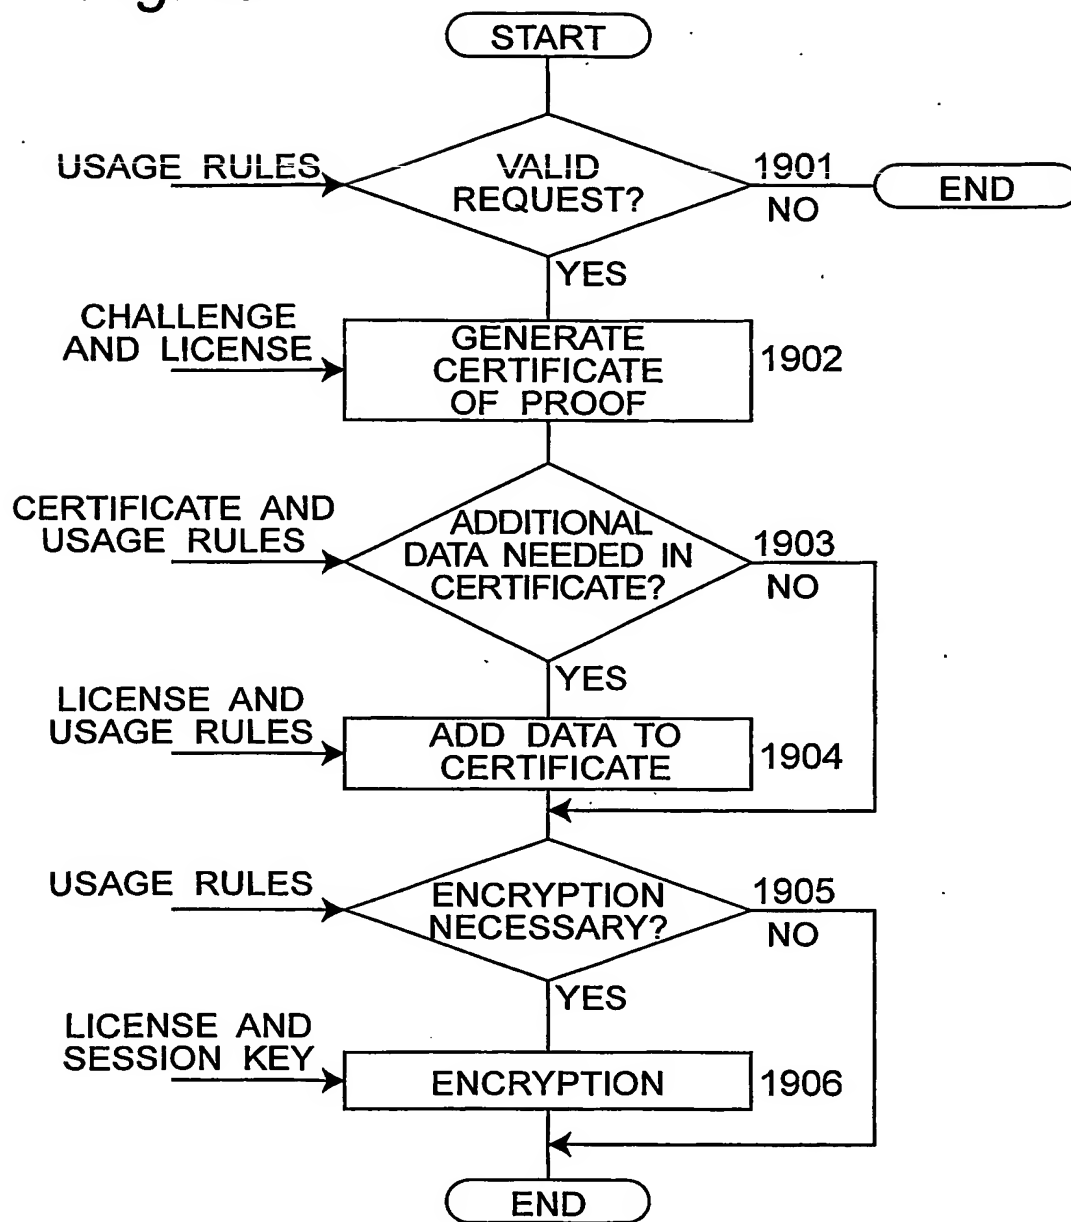 START
USAGE RULES
VALID
REQUEST?
1901
NO
END
YES
CHALLENGE
AND LICENSE
GENERATE
CERTIFICATE
OF PROOF
1902
CERTIFICATE AND
USAGE RULES
ADDITIONAL
DATA NEEDED IN
CERTIFICATE?
1903
NO
YES
LICENSE AND
USAGE RULES
ADD DATA TO
CERTIFICATE
1904
USAGE RULES
ENCRYPTION
NECESSARY?
1905
NO
YES
LICENSE AND
SESSION KEY
ENCRYPTION
1906
END